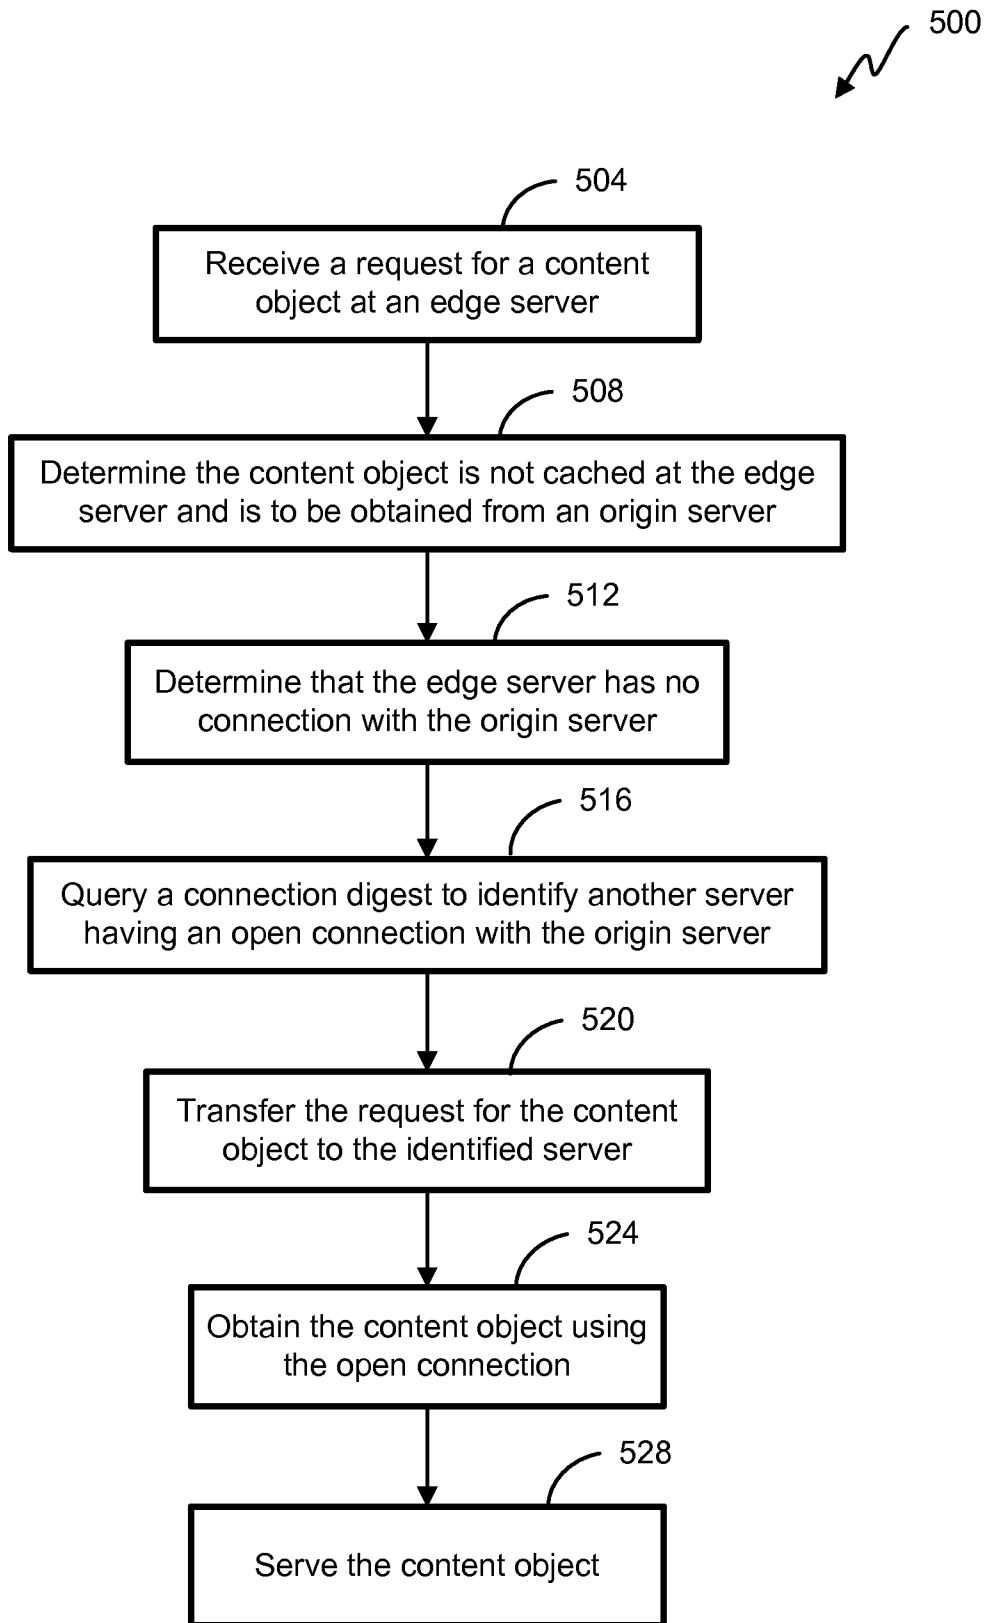 500
504
Receive a request for a content
object at an edge server
508
Determine the content object is not cached at the edge
server and is to be obtained from an origin server
512
Determine that the edge server has no
connection with the origin server
516
Query a connection digest to identify another server
having an open connection with the origin server
520
Transfer the request for the content
object to the identified server
524
Obtain the content object using
the open connection
528
Serve the content object